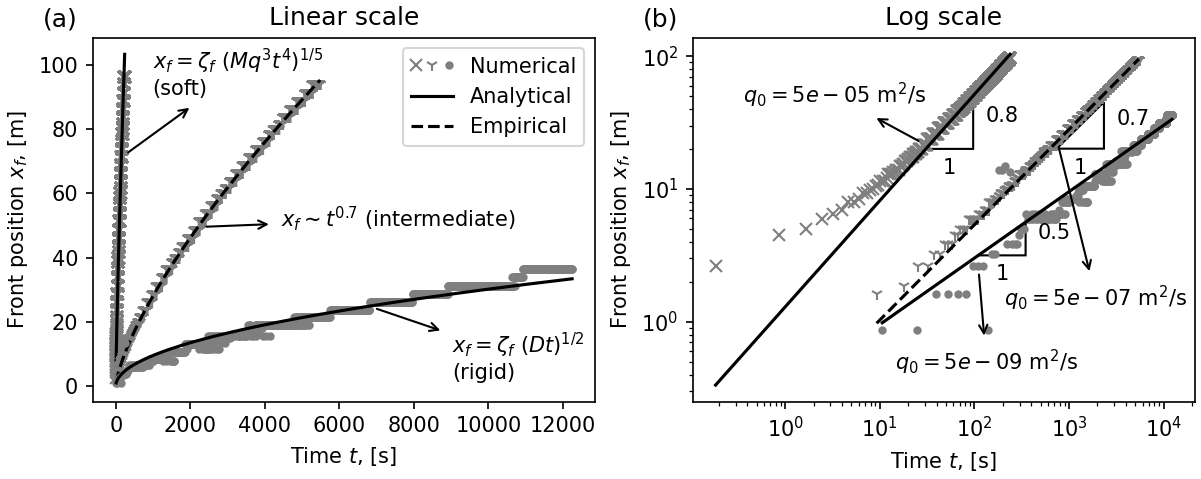 (a)
Linear scale
x_f = ζ_f (Mq^3t^4)^{1/5}
(soft)
Numerical
Analytical
Empirical
x_f ~ t^{0.7} (intermediate)
x_f = ζ_f (Dt)^{1/2}
(rigid)
Front position x_f, [m]
100
80
60
40
20
0
0 2000 4000 6000 8000 10000 12000
Time t, [s]
(b)
Log scale
q_0 = 5e − 05 m^2/s
0.8
1
0.7
1
0.5
1
q_0 = 5e − 07 m^2/s
q_0 = 5e − 09 m^2/s
Front position x_f, [m]
10^2
10^1
10^0
10^0 10^1 10^2 10^3 10^4
Time t, [s]